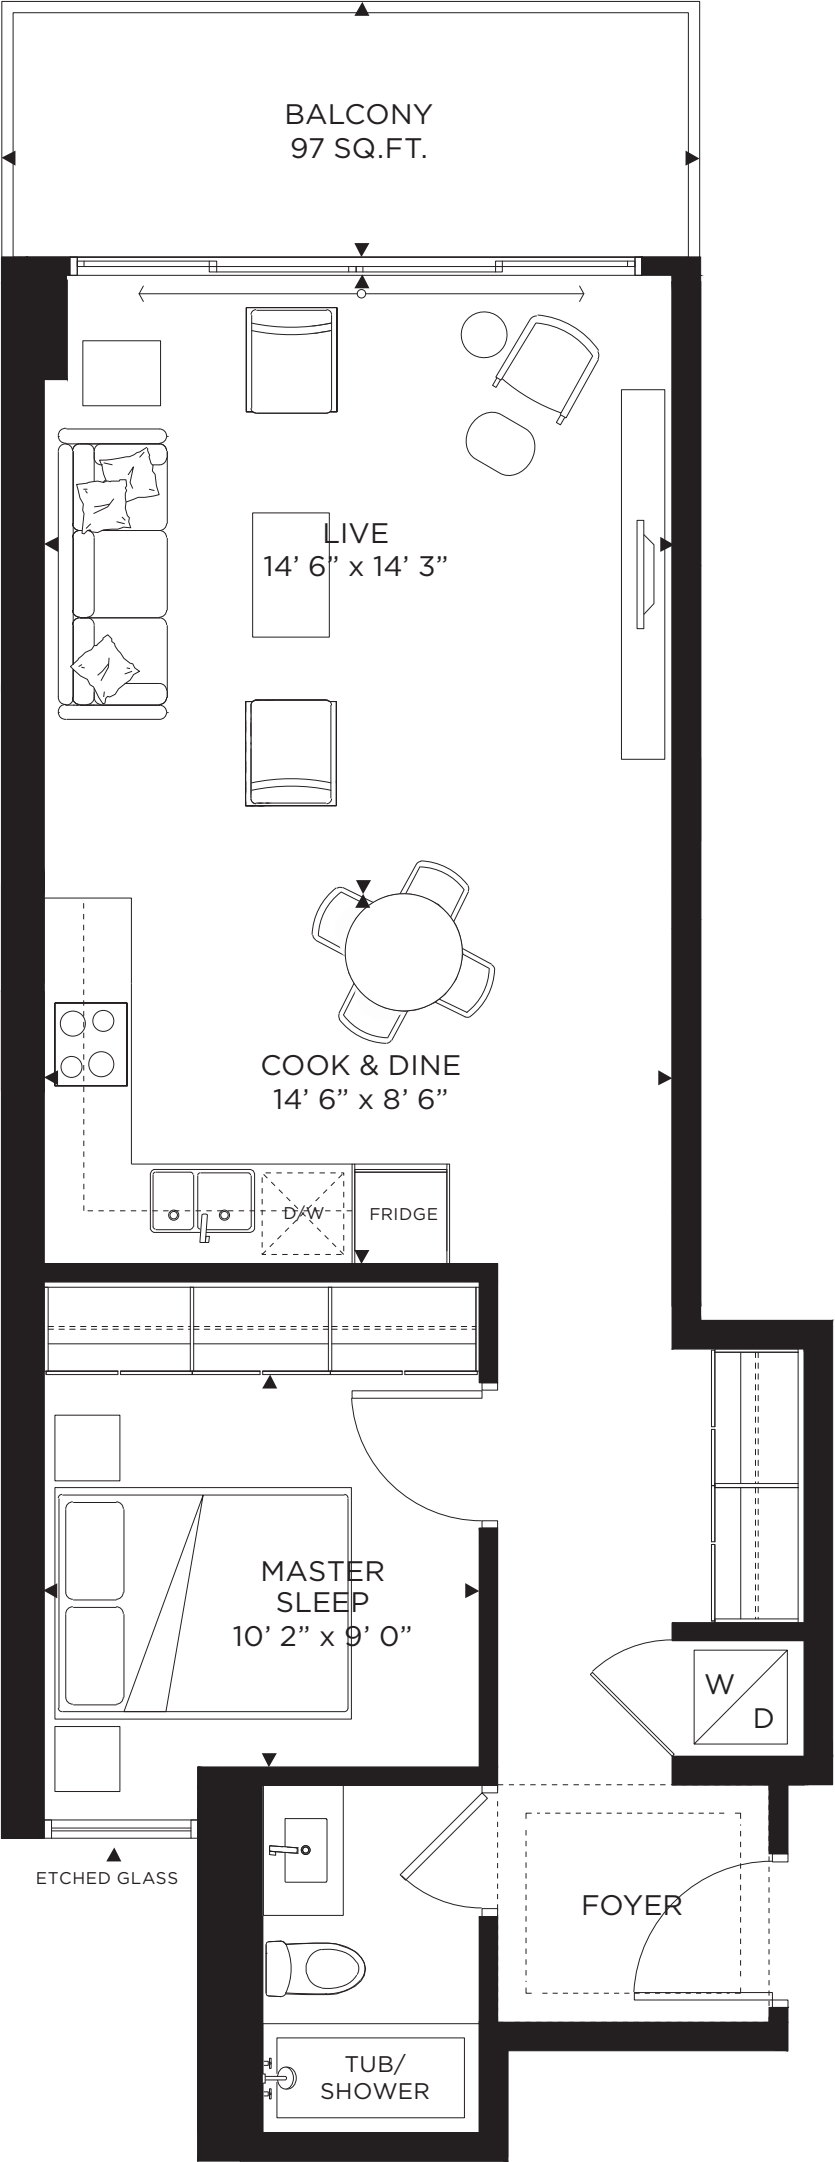 BALCONY
97 SQ.FT.
LIVE
14’ 6” x 14’ 3”
COOK & DINE
14’ 6” x 8’ 6”
D/W
FRIDGE
MASTER
SLEEP
10’ 2” x 9’ 0”
W
D
ETCHED GLASS
FOYER
TUB/
SHOWER